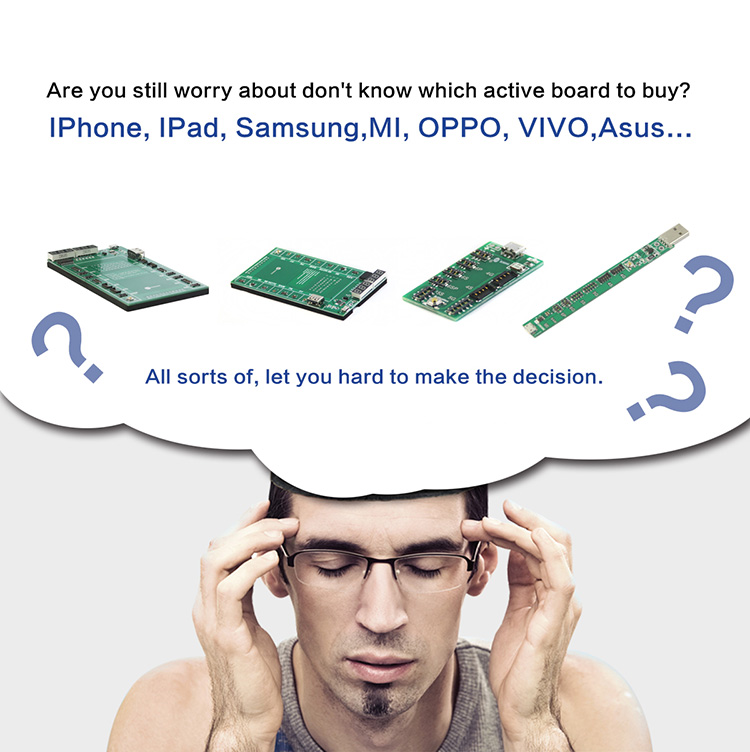 Are you still worry about don't know which active board to buy?
IPhone, IPad, Samsung,MI, OPPO, VIVO,Asus...
? ?
? ?
All sorts of, let you hard to make the decision.